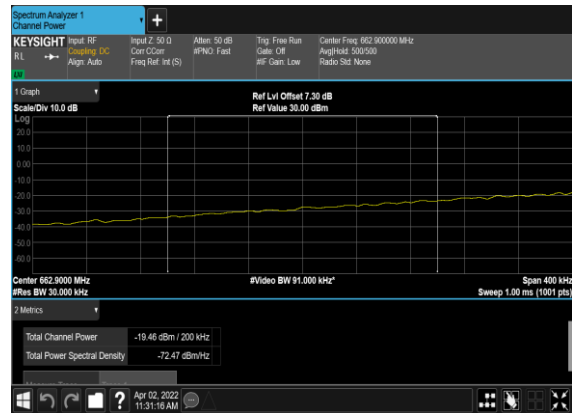 Spectrum Analyzer 1
Channel Power
+
KEYSIGHT Input: RF Input Z: 50 Ω Atten: 50 dB Trig: Free Run Center Freq: 662.900000 MHz
RL Coupling: DC Corr CCorr #PNO: Fast Gate: Off Avg|Hold: 500/500
Align: Auto Freq Ref: Int (S) #IF Gain: Low Radio Std: None
LXI
1 Graph Ref Lvl Offset 7.30 dB
Scale/Div 10.0 dB Ref Value 30.00 dBm
Log
20.0
10.0
0.00
-10.0
-20.0
-30.0
-40.0
-50.0
-60.0
Center 662.9000 MHz #Video BW 91.000 kHz* Span 400 kHz
#Res BW 30.000 kHz Sweep 1.00 ms (1001 pts)
2 Metrics
Total Channel Power -19.46 dBm / 200 kHz
Total Power Spectral Density -72.47 dBm/Hz
? Apr 02, 2022
11:31:16 AM